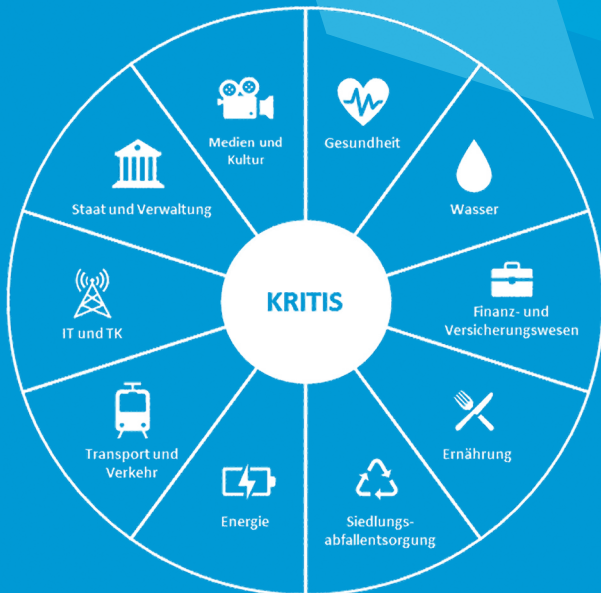 Medien und
Kultur
Gesundheit
Wasser
Finanz- und
Versicherungswesen
Ernährung
Siedlungs-
abfallentsorgung
Energie
Transport und
Verkehr
IT und TK
Staat und Verwaltung
KRITIS